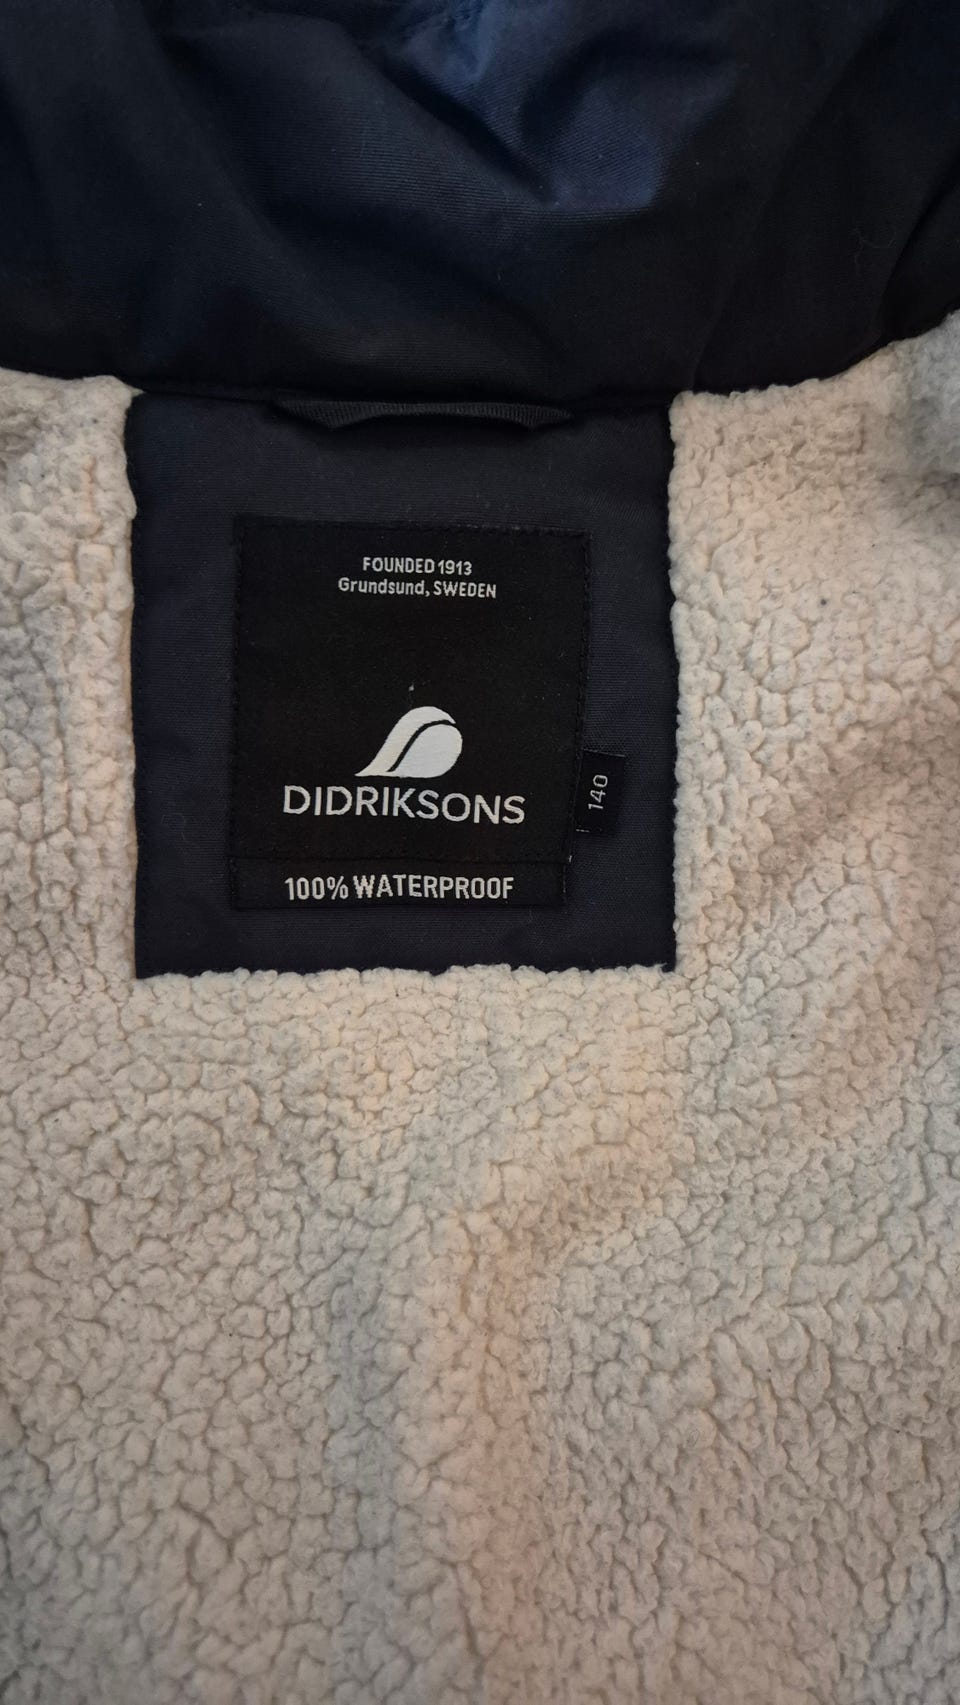 FOUNDED 1913
Grundsund, SWEDEN
DIDRIKSONS
140
100% WATERPROOF